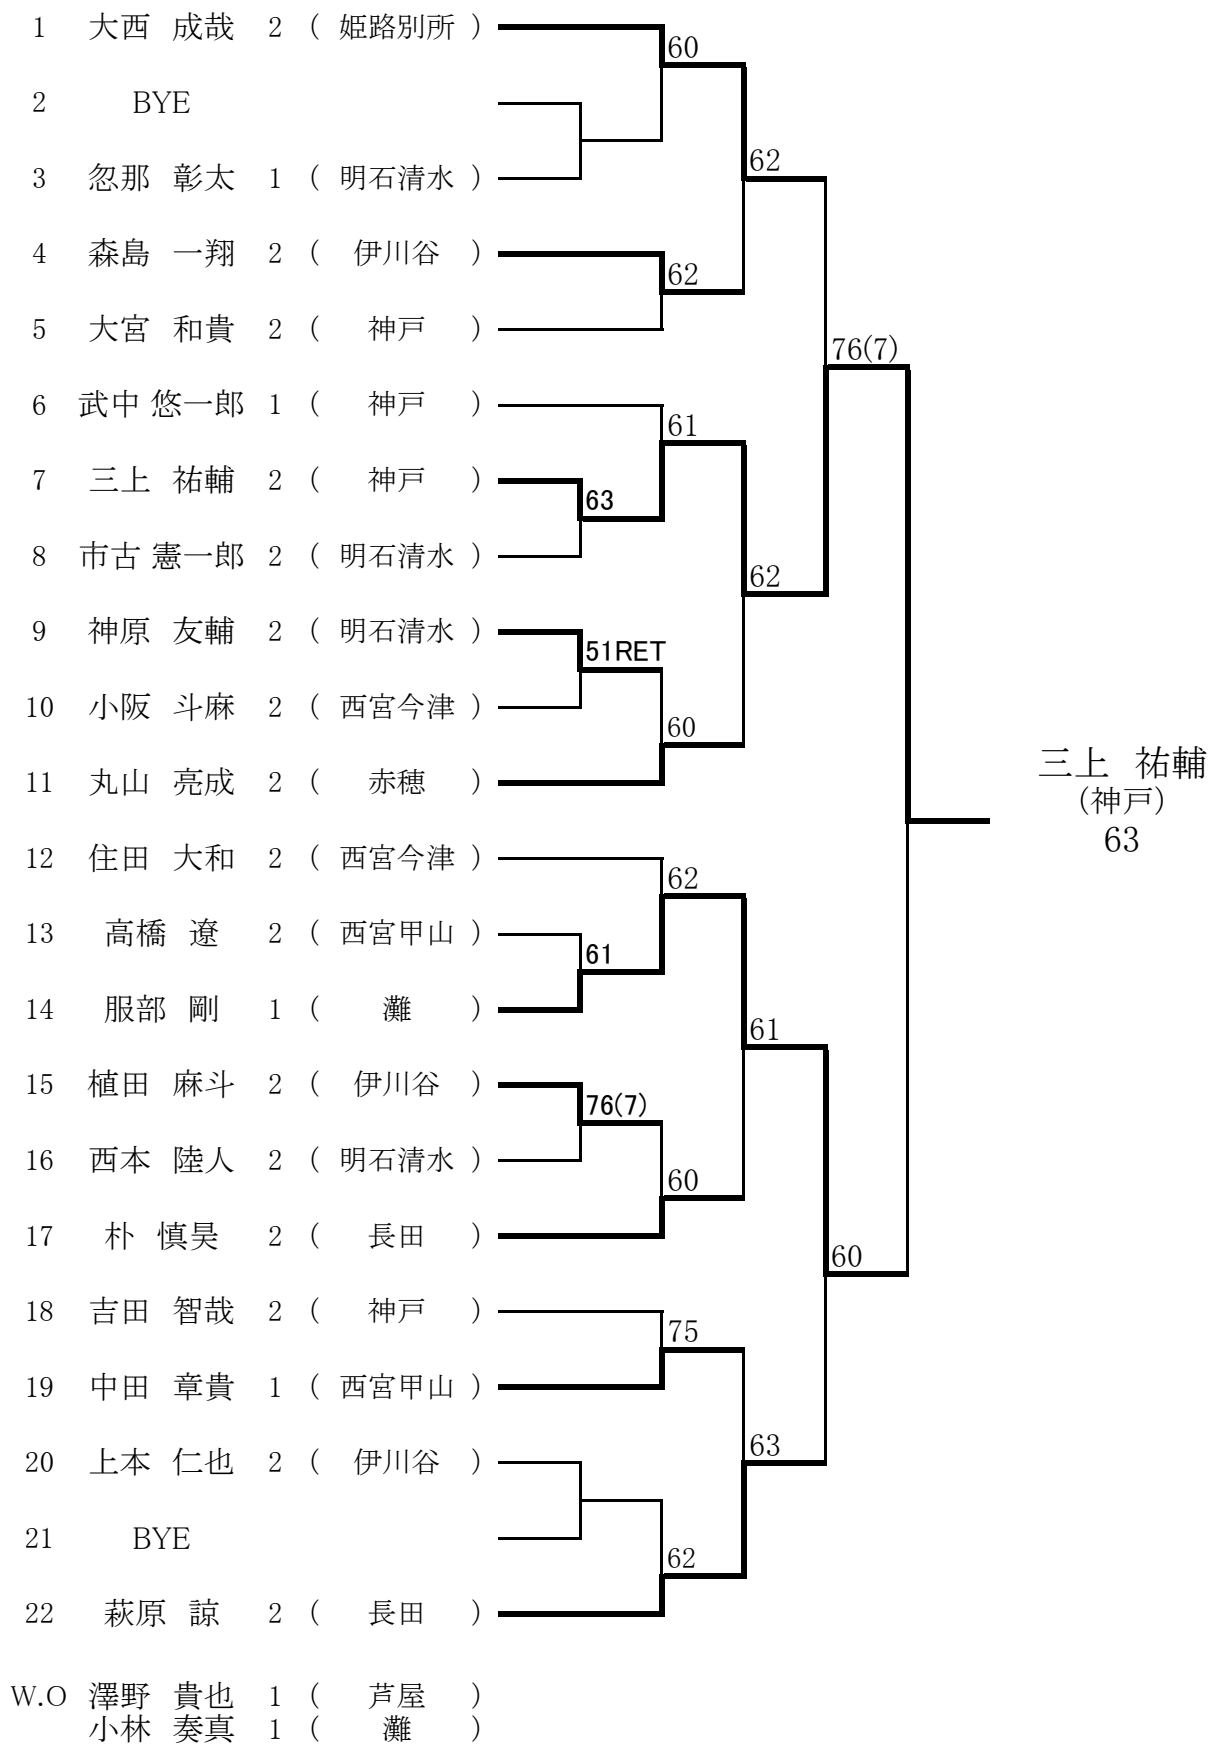 1 大西 成哉 2 ( 姫路別所 )
60
2 BYE
62
3 忽那 彰太 1 ( 明石清水 )
4 森島 一翔 2 ( 伊川谷 )
62
5 大宮 和貴 2 ( 神戸 )
76(7)
6 武中 悠一郎 1 ( 神戸 )
61
7 三上 祐輔 2 ( 神戸 )
63
8 市古 憲一郎 2 ( 明石清水 )
62
9 神原 友輔 2 ( 明石清水 )
51RET
10 小阪 斗麻 2 ( 西宮今津 )
60
11 丸山 亮成 2 ( 赤穂 )
三上 祐輔
(神戸)
63
12 住田 大和 2 ( 西宮今津 )
62
13 高橋 遼 2 ( 西宮甲山 )
61
14 服部 剛 1 ( 灘 )
61
15 植田 麻斗 2 ( 伊川谷 )
76(7)
16 西本 陸人 2 ( 明石清水 )
60
17 朴 慎昊 2 ( 長田 )
60
18 吉田 智哉 2 ( 神戸 )
75
19 中田 章貴 1 ( 西宮甲山 )
63
20 上本 仁也 2 ( 伊川谷 )
21 BYE
62
22 萩原 諒 2 ( 長田 )
W.O 澤野 貴也 1 ( 芦屋 )
小林 奏真 1 ( 灘 )